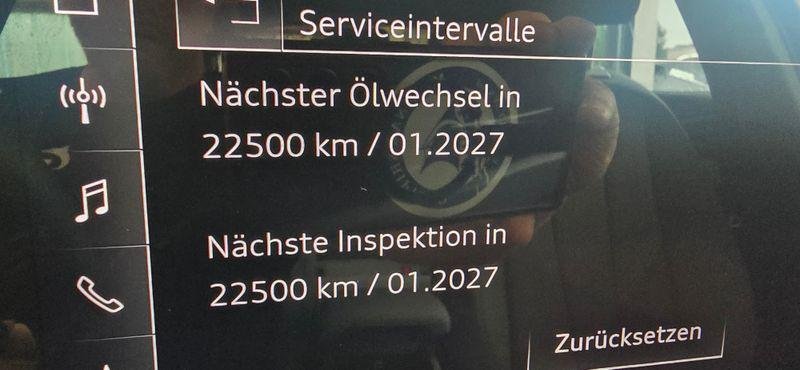 Serviceintervalle
Nächster Ölwechsel in
22500 km / 01.2027
Nächste Inspektion in
22500 km / 01.2027
Zurücksetzen